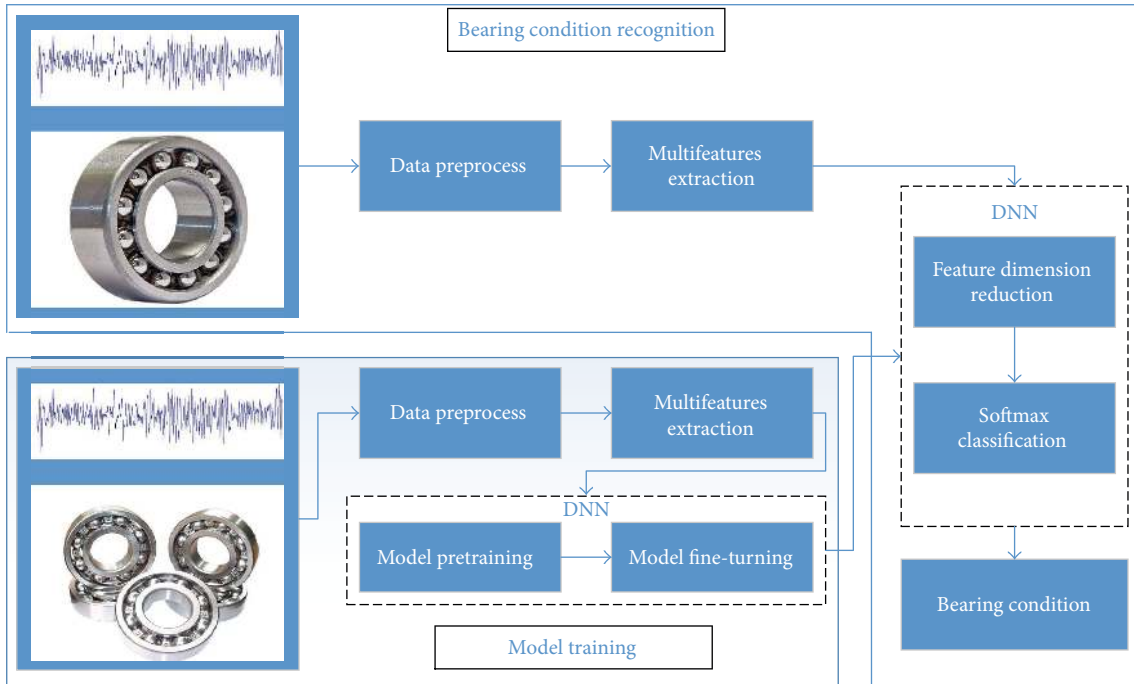 Bearing condition recognition
Data preprocess
Multifeatures
extraction
DNN
Feature dimension
reduction
Softmax
classification
Bearing condition
Data preprocess
Multifeatures
extraction
DNN
Model pretraining
Model fine-turning
Model training